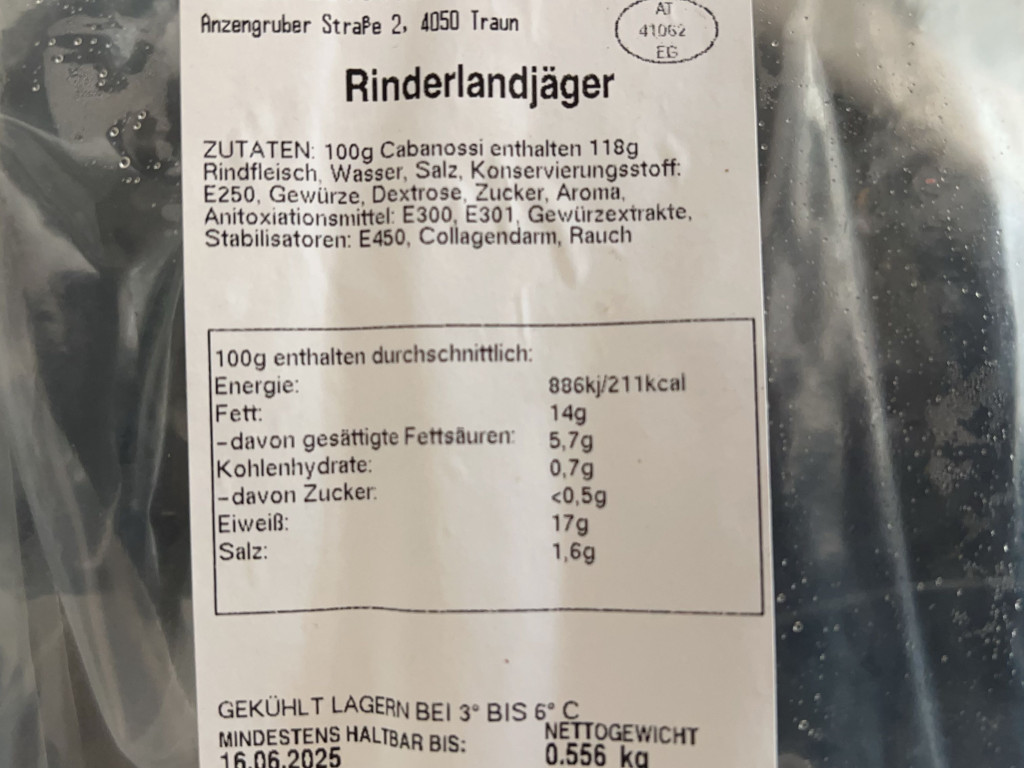 Anzengruber Straße 2, 4050 Traun
AT
41062
EG
Rinderlandjäger
ZUTATEN: 100g Cabanossi enthalten 118g
Rindfleisch, Wasser, Salz, Konservierungsstoff:
E250, Gewürze, Dextrose, Zucker, Aroma,
Anitoxiationsmittel: E300, E301, Gewürzextrakte,
Stabilisatoren: E450, Collagendarm, Rauch
100g enthalten durchschnittlich:
Energie: 886kj/211kcal
Fett: 14g
-davon gesättigte Fettsäuren: 5,7g
Kohlenhydrate: 0,7g
-davon Zucker: <0,5g
Eiweiß: 17g
Salz: 1,6g
GEKÜHLT LAGERN BEI 3° BIS 6° C
MINDESTENS HALTBAR BIS: NETTOGEWICHT
16.06.2025 0.556 kg